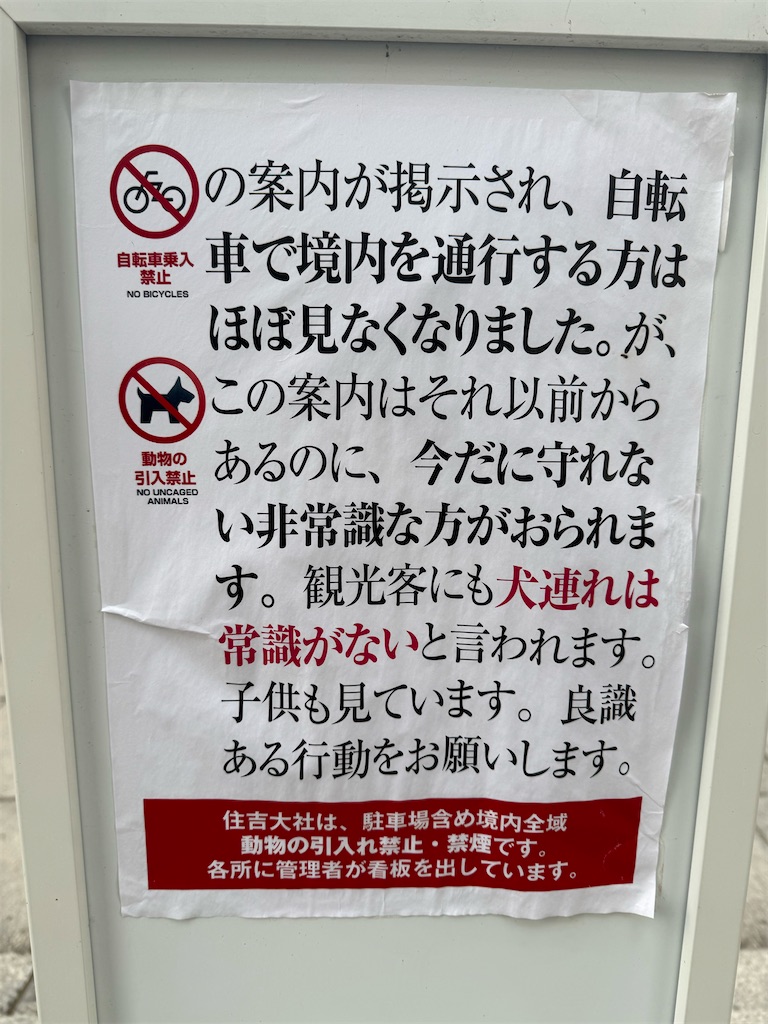 の案内が掲示され、自転
車で境内を通行する方は
ほぼ見なくなりました。が、
この案内はそれ以前から
あるのに、今だに守れな
い非常識な方がおられま
す。観光客にも犬連れは
常識がないと言われます。
子供も見ています。良識
ある行動をお願いします。
自転車乗入
禁止
NO BICYCLES
動物の
引入禁止
NO UNCAGED
ANIMALS
住吉大社は、駐車場含め境内全域
動物の引入れ禁止・禁煙です。
各所に管理者が看板を出しています。